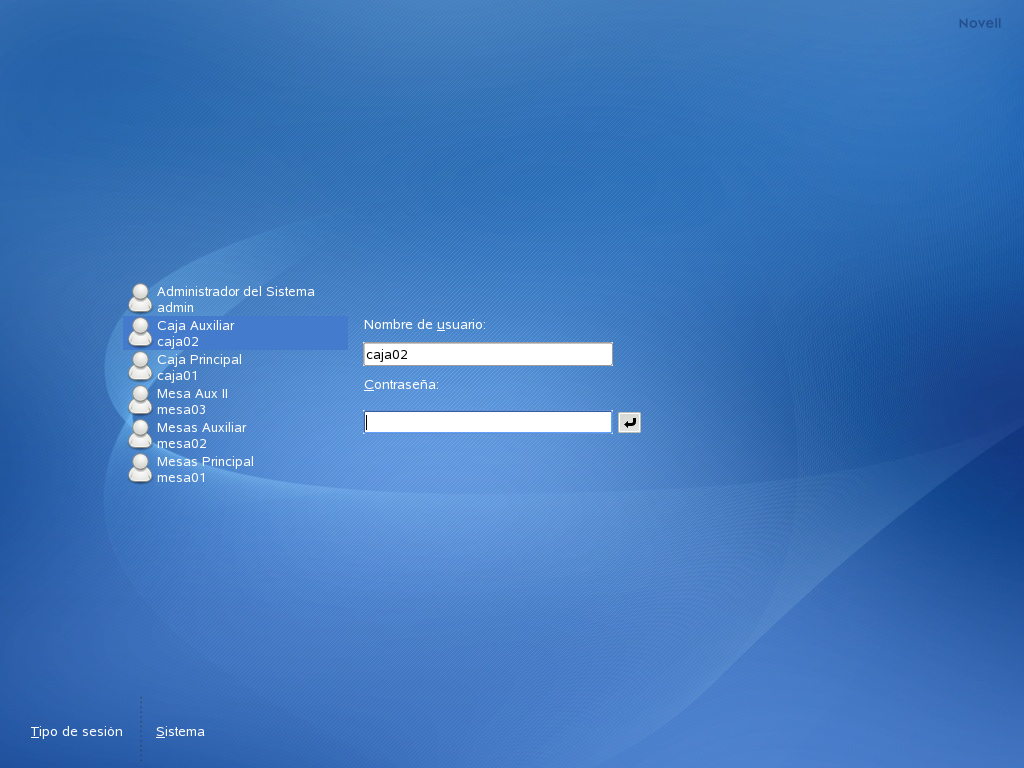 Novell
Administrador del Sistema
admin
Caja Auxiliar
caja02
Caja Principal
caja01
Mesa Aux II
mesa03
Mesas Auxiliar
mesa02
Mesas Principal
mesa01
Nombre de usuario:
caja02
Contraseña:
Tipo de sesión
Sistema